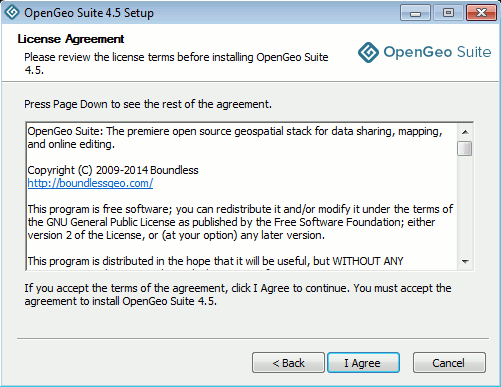 OpenGeo Suite 4.5 Setup
License Agreement
Please review the license terms before installing OpenGeo Suite
4.5.
OpenGeo Suite
Press Page Down to see the rest of the agreement.
OpenGeo Suite: The premiere open source geospatial stack for data sharing, mapping,
and online editing.
Copyright (C) 2009-2014 Boundless
http://boundlessgeo.com/
This program is free software; you can redistribute it and/or modify it under the terms of
the GNU General Public License as published by the Free Software Foundation; either
version 2 of the License, or (at your option) any later version.
This program is distributed in the hope that it will be useful, but WITHOUT ANY
If you accept the terms of the agreement, click I Agree to continue. You must accept the
agreement to install OpenGeo Suite 4.5.
< Back
I Agree
Cancel